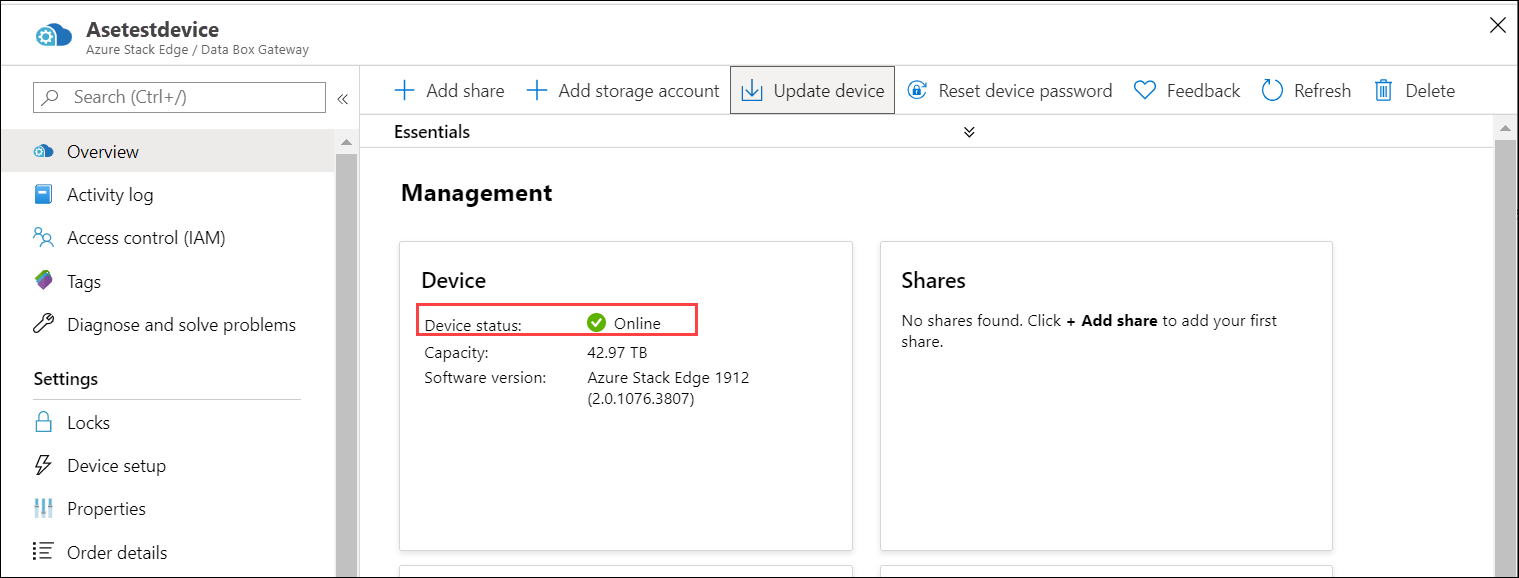 Asetestdevice
Azure Stack Edge / Data Box Gateway
Search (Ctrl+/)
Overview
Activity log
Access control (IAM)
Tags
Diagnose and solve problems
Settings
Locks
Device setup
Properties
Order details
Add share
Add storage account
Update device
Reset device password
Feedback
Refresh
Delete
Essentials
Management
Device
Device status: Online
Capacity: 42.97 TB
Software version: Azure Stack Edge 1912
(2.0.1076.3807)
Shares
No shares found. Click + Add share to add your first
share.